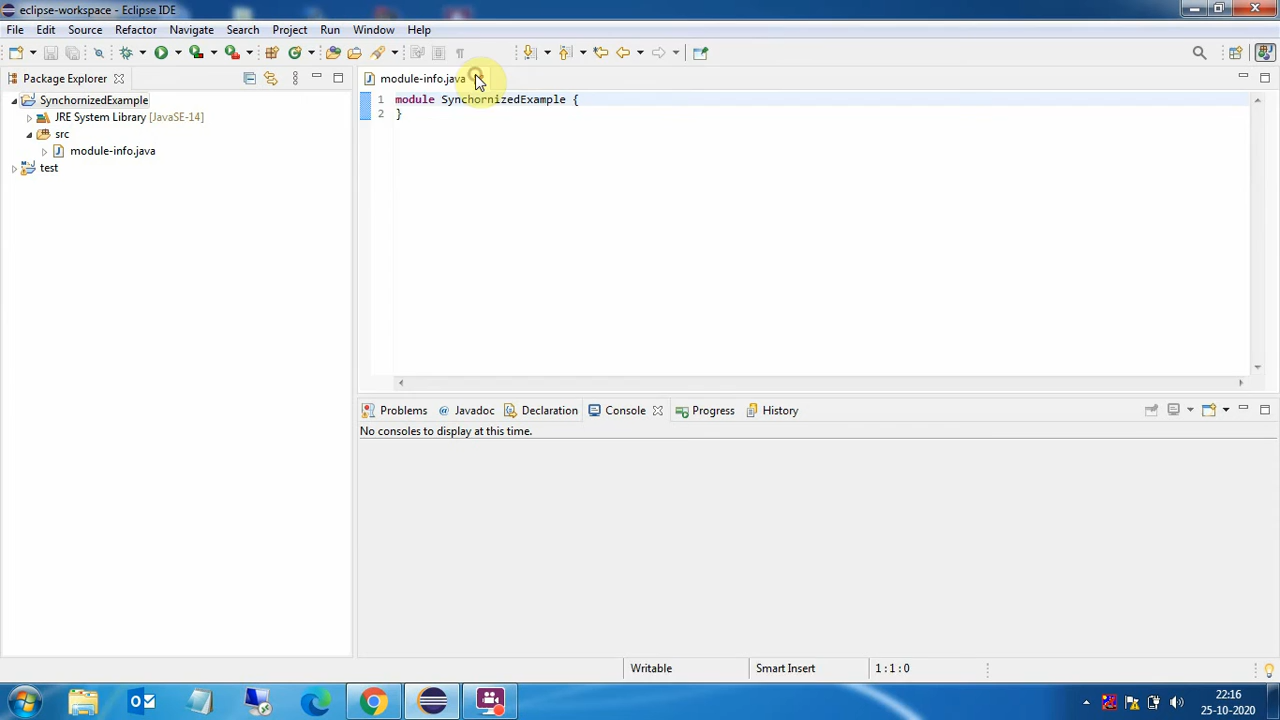 eclipse-workspace - Eclipse IDE
File Edit Source Refactor Navigate Search Project Run Window Help
Package Explorer
module-info.java
SynchornizedExample
JRE System Library [JavaSE-14]
src
module-info.java
test
1 module SynchornizedExample {
2 }
Problems Javadoc Declaration Console Progress History
No consoles to display at this time.
Writable Smart Insert 1 : 1 : 0
22:16
25-10-2020